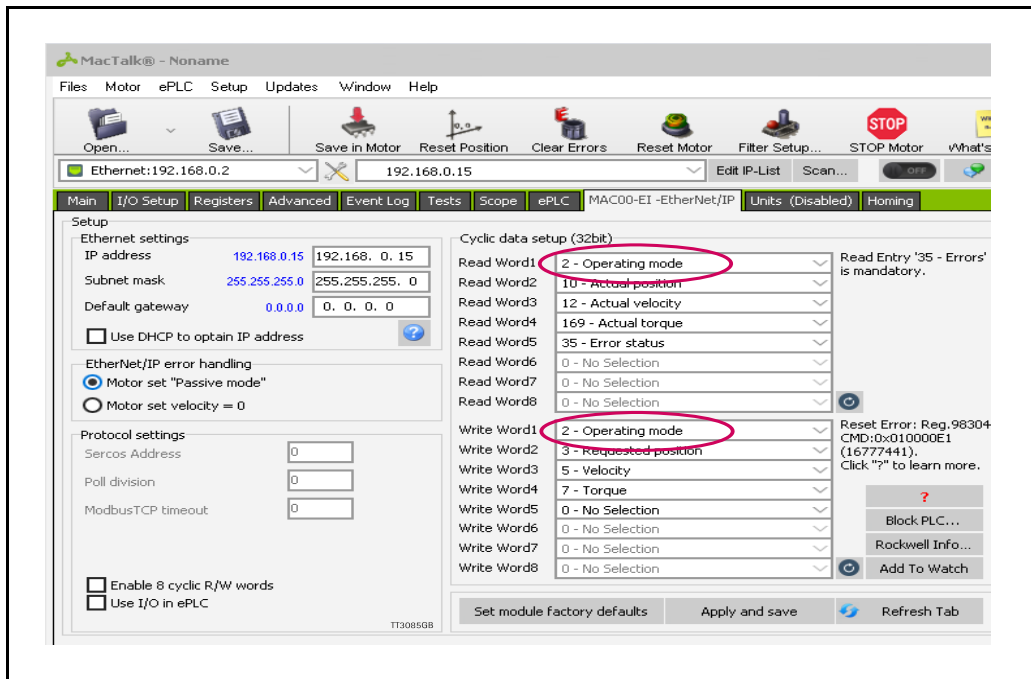 MacTalk® - Noname
Files Motor ePLC Setup Updates Window Help
Open... Save... Save in Motor Reset Position Clear Errors Reset Motor Filter Setup... STOP Motor What's
STOP
Ethernet:192.168.0.2 192.168.0.15 Edit IP-List Scan... OFF
Main I/O Setup Registers Advanced Event Log Tests Scope ePLC MAC00-EI -EtherNet/IP Units (Disabled) Homing
Setup
Ethernet settings
IP address 192.168.0.15 192.168. 0. 15
Subnet mask 255.255.255.0 255.255.255. 0
Default gateway 0.0.0.0 0. 0. 0. 0
Use DHCP to optain IP address
EtherNet/IP error handling
Motor set "Passive mode"
Motor set velocity = 0
Protocol settings
Sercos Address 0
Poll division 0
ModbusTCP timeout 0
Enable 8 cyclic R/W words
Use I/O in ePLC
TT3085GB
Cyclic data setup (32bit)
Read Word1 2 - Operating mode
Read Word2 10 - Actual position
Read Word3 12 - Actual velocity
Read Word4 169 - Actual torque
Read Word5 35 - Error status
Read Word6 0 - No Selection
Read Word7 0 - No Selection
Read Word8 0 - No Selection
Read Entry '35 - Errors'
is mandatory.
Write Word1 2 - Operating mode
Write Word2 3 - Requested position
Write Word3 5 - Velocity
Write Word4 7 - Torque
Write Word5 0 - No Selection
Write Word6 0 - No Selection
Write Word7 0 - No Selection
Write Word8 0 - No Selection
Reset Error: Reg.98304
CMD:0x010000E1
(16777441).
Click "?" to learn more.
?
Block PLC...
Rockwell Info...
Add To Watch
Set module factory defaults Apply and save Refresh Tab